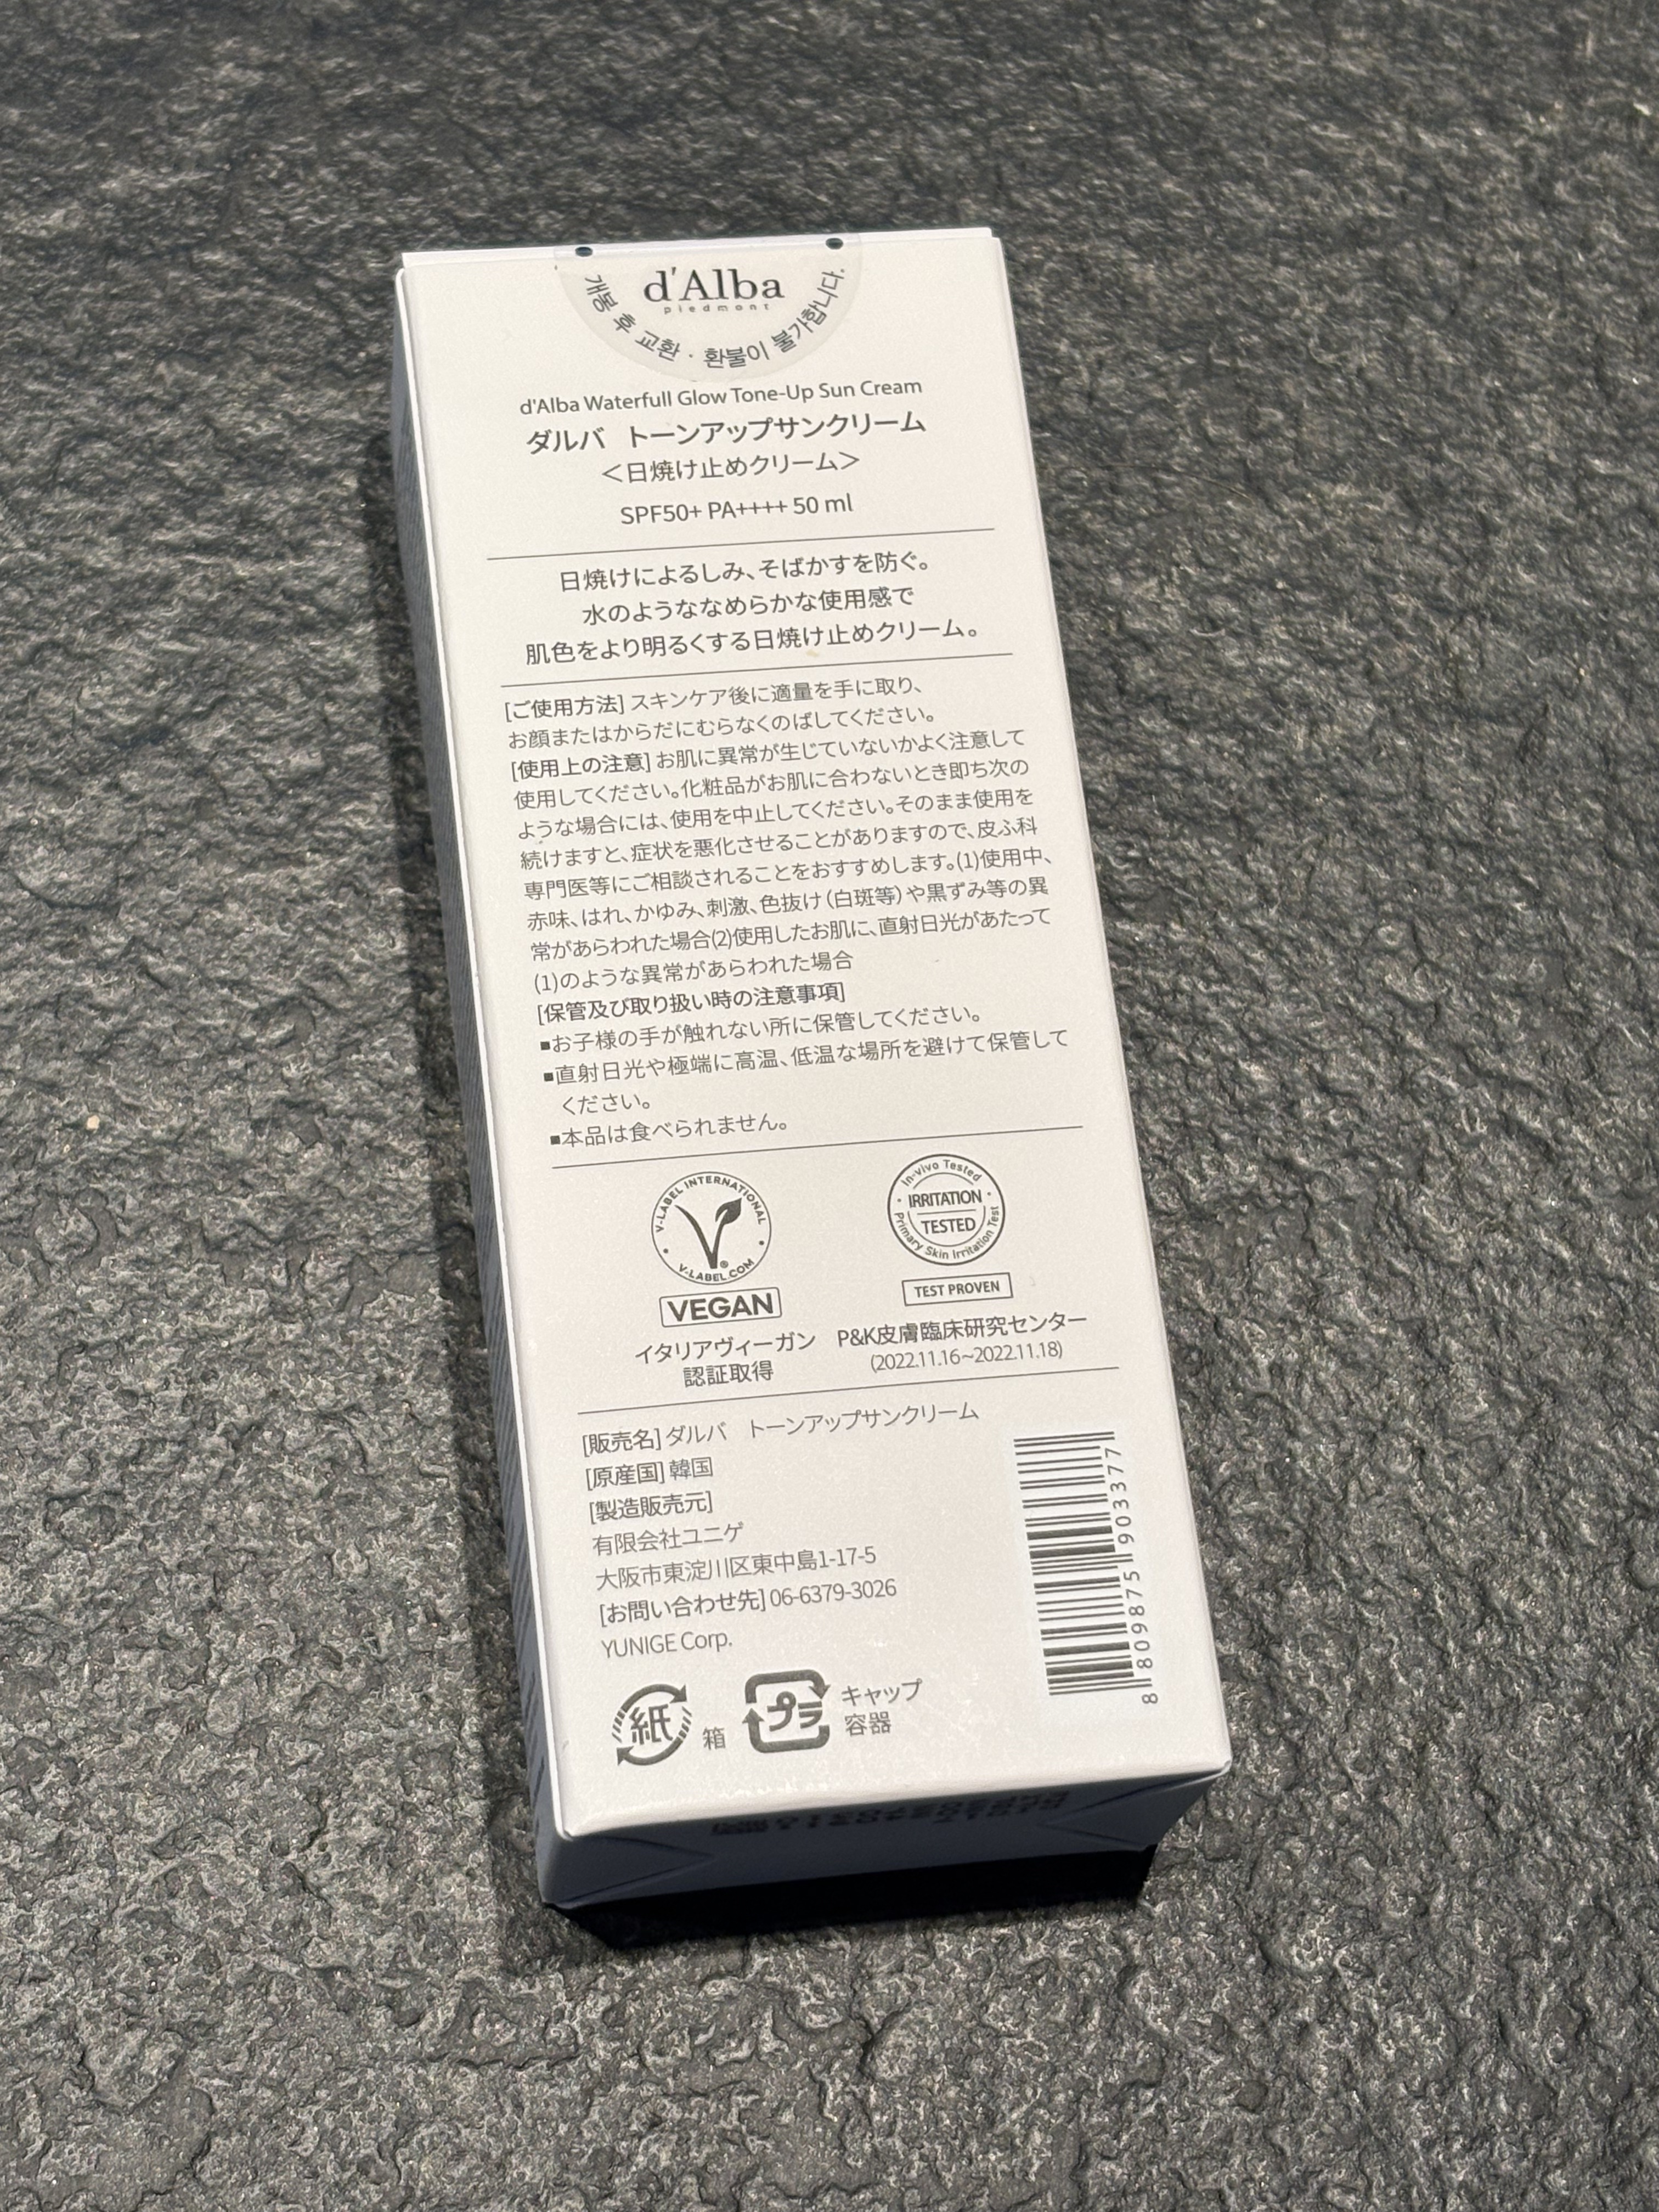 d'Alba
piedmont
개봉 후 교환 · 환불이 불가합니다.
d'Alba Waterfull Glow Tone-Up Sun Cream
ダルバ トーンアップサンクリーム
＜日焼け止めクリーム＞
SPF50+ PA++++ 50 ml
日焼けによるしみ、そばかすを防ぐ。
水のようななめらかな使用感で
肌色をより明るくする日焼け止めクリーム。
[ご使用方法] スキンケア後に適量を手に取り、
お顔またはからだにむらなくのばしてください。
[使用上の注意] お肌に異常が生じていないかよく注意して
使用してください。化粧品がお肌に合わないとき即ち次の
ような場合には、使用を中止してください。そのまま使用を
続けますと、症状を悪化させることがありますので、皮ふ科
専門医等にご相談されることをおすすめします。(1)使用中、
赤味、はれ、かゆみ、刺激、色抜け（白斑等）や黒ずみ等の異
常があらわれた場合(2)使用したお肌に、直射日光があたって
(1)のような異常があらわれた場合
[保管及び取り扱い時の注意事項]
■お子様の手が触れない所に保管してください。
■直射日光や極端に高温、低温な場所を避けて保管して
ください。
■本品は食べられません。
V-LABEL INTERNATIONAL
V-LABEL.COM
®
VEGAN
イタリアヴィーガン
認証取得
In-vivo Tested
IRRITATION
TESTED
Primary Skin Irritation Test
TEST PROVEN
P&K皮膚臨床研究センター
(2022.11.16~2022.11.18)
[販売名] ダルバ トーンアップサンクリーム
[原産国] 韓国
[製造販売元]
有限会社ユニゲ
大阪市東淀川区東中島1-17-5
[お問い合わせ先] 06-6379-3026
YUNIGE Corp.
紙 箱
プラ キャップ
容器
8 809875 903377